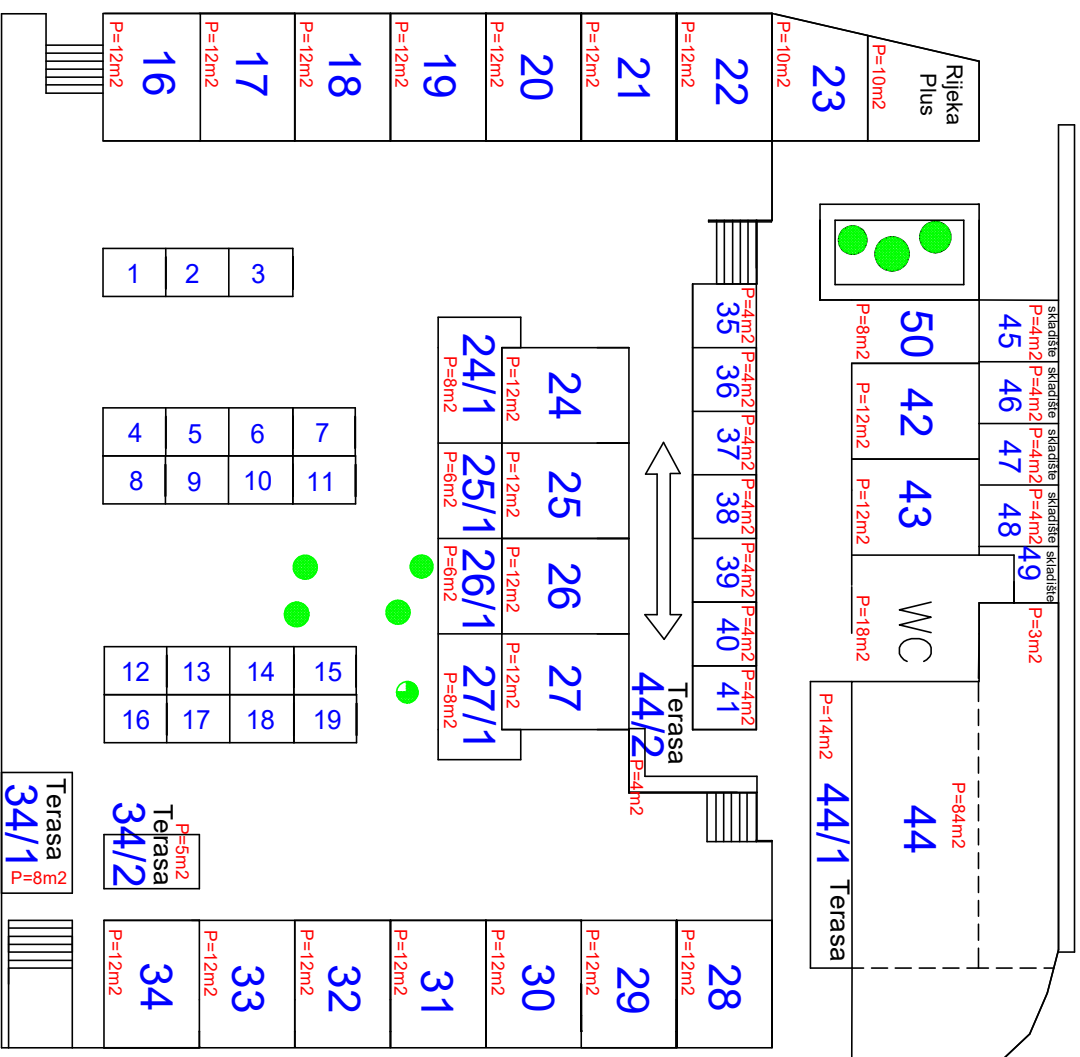 16
P=12m2
17
P=12m2
18
P=12m2
19
P=12m2
20
P=12m2
21
P=12m2
22
P=12m2
23
P=10m2
Rijeka
Plus
P=10m2
1
2
3
4
5
6
7
8
9
10
11
12
13
14
15
16
17
18
19
24/1
P=8m2
25/1
P=6m2
26/1
P=6m2
27/1
P=8m2
24
P=12m2
25
P=12m2
26
P=12m2
27
P=12m2
35
P=4m2
36
P=4m2
37
P=4m2
38
P=4m2
39
P=4m2
40
P=4m2
41
P=4m2
Terasa
44/2
P=4m2
skladište
P=4m2
45
skladište
P=4m2
46
skladište
P=4m2
47
skladište
P=4m2
48
skladište
49
P=3m2
50
P=8m2
42
P=12m2
43
P=12m2
WC
P=18m2
P=84m2
44
P=14m2
44/1 Terasa
Terasa
34/1
P=8m2
P=5m2
Terasa
34/2
34
P=12m2
33
P=12m2
32
P=12m2
31
P=12m2
30
P=12m2
29
P=12m2
28
P=12m2